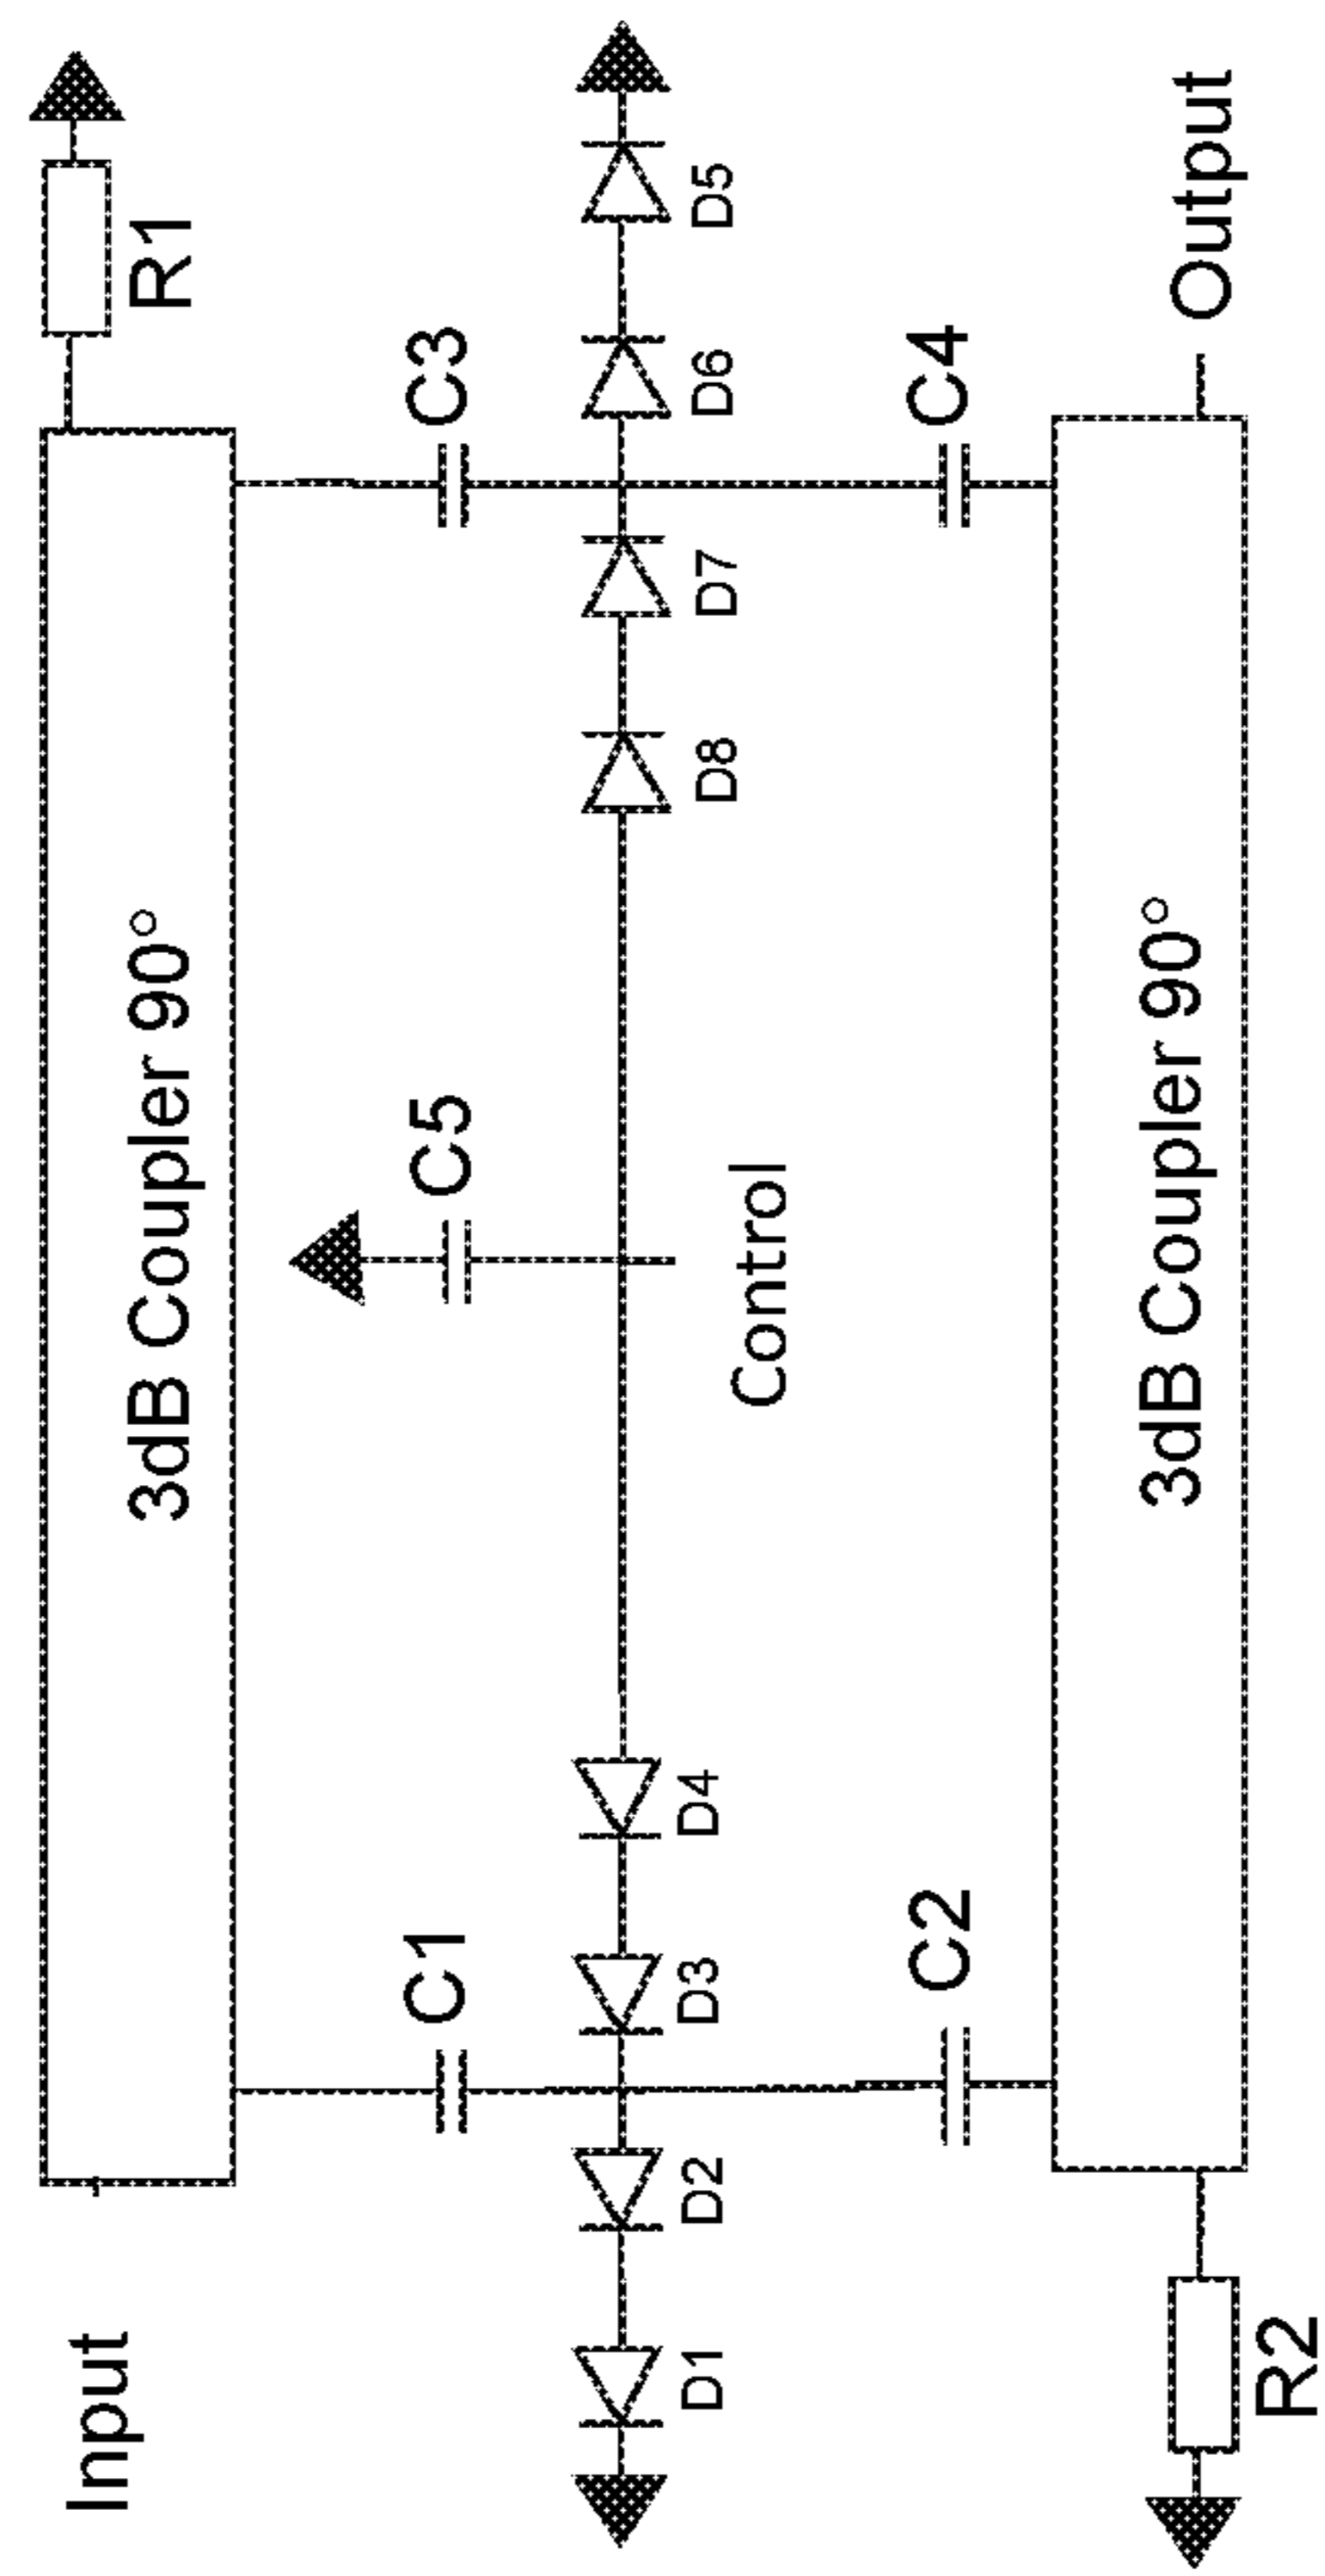 Input
3dB Coupler 90°
R1
C1
C5
C3
D1
D2
D3
D4
D8
D7
D6
D5
Control
C2
C4
R2
3dB Coupler 90°
Output